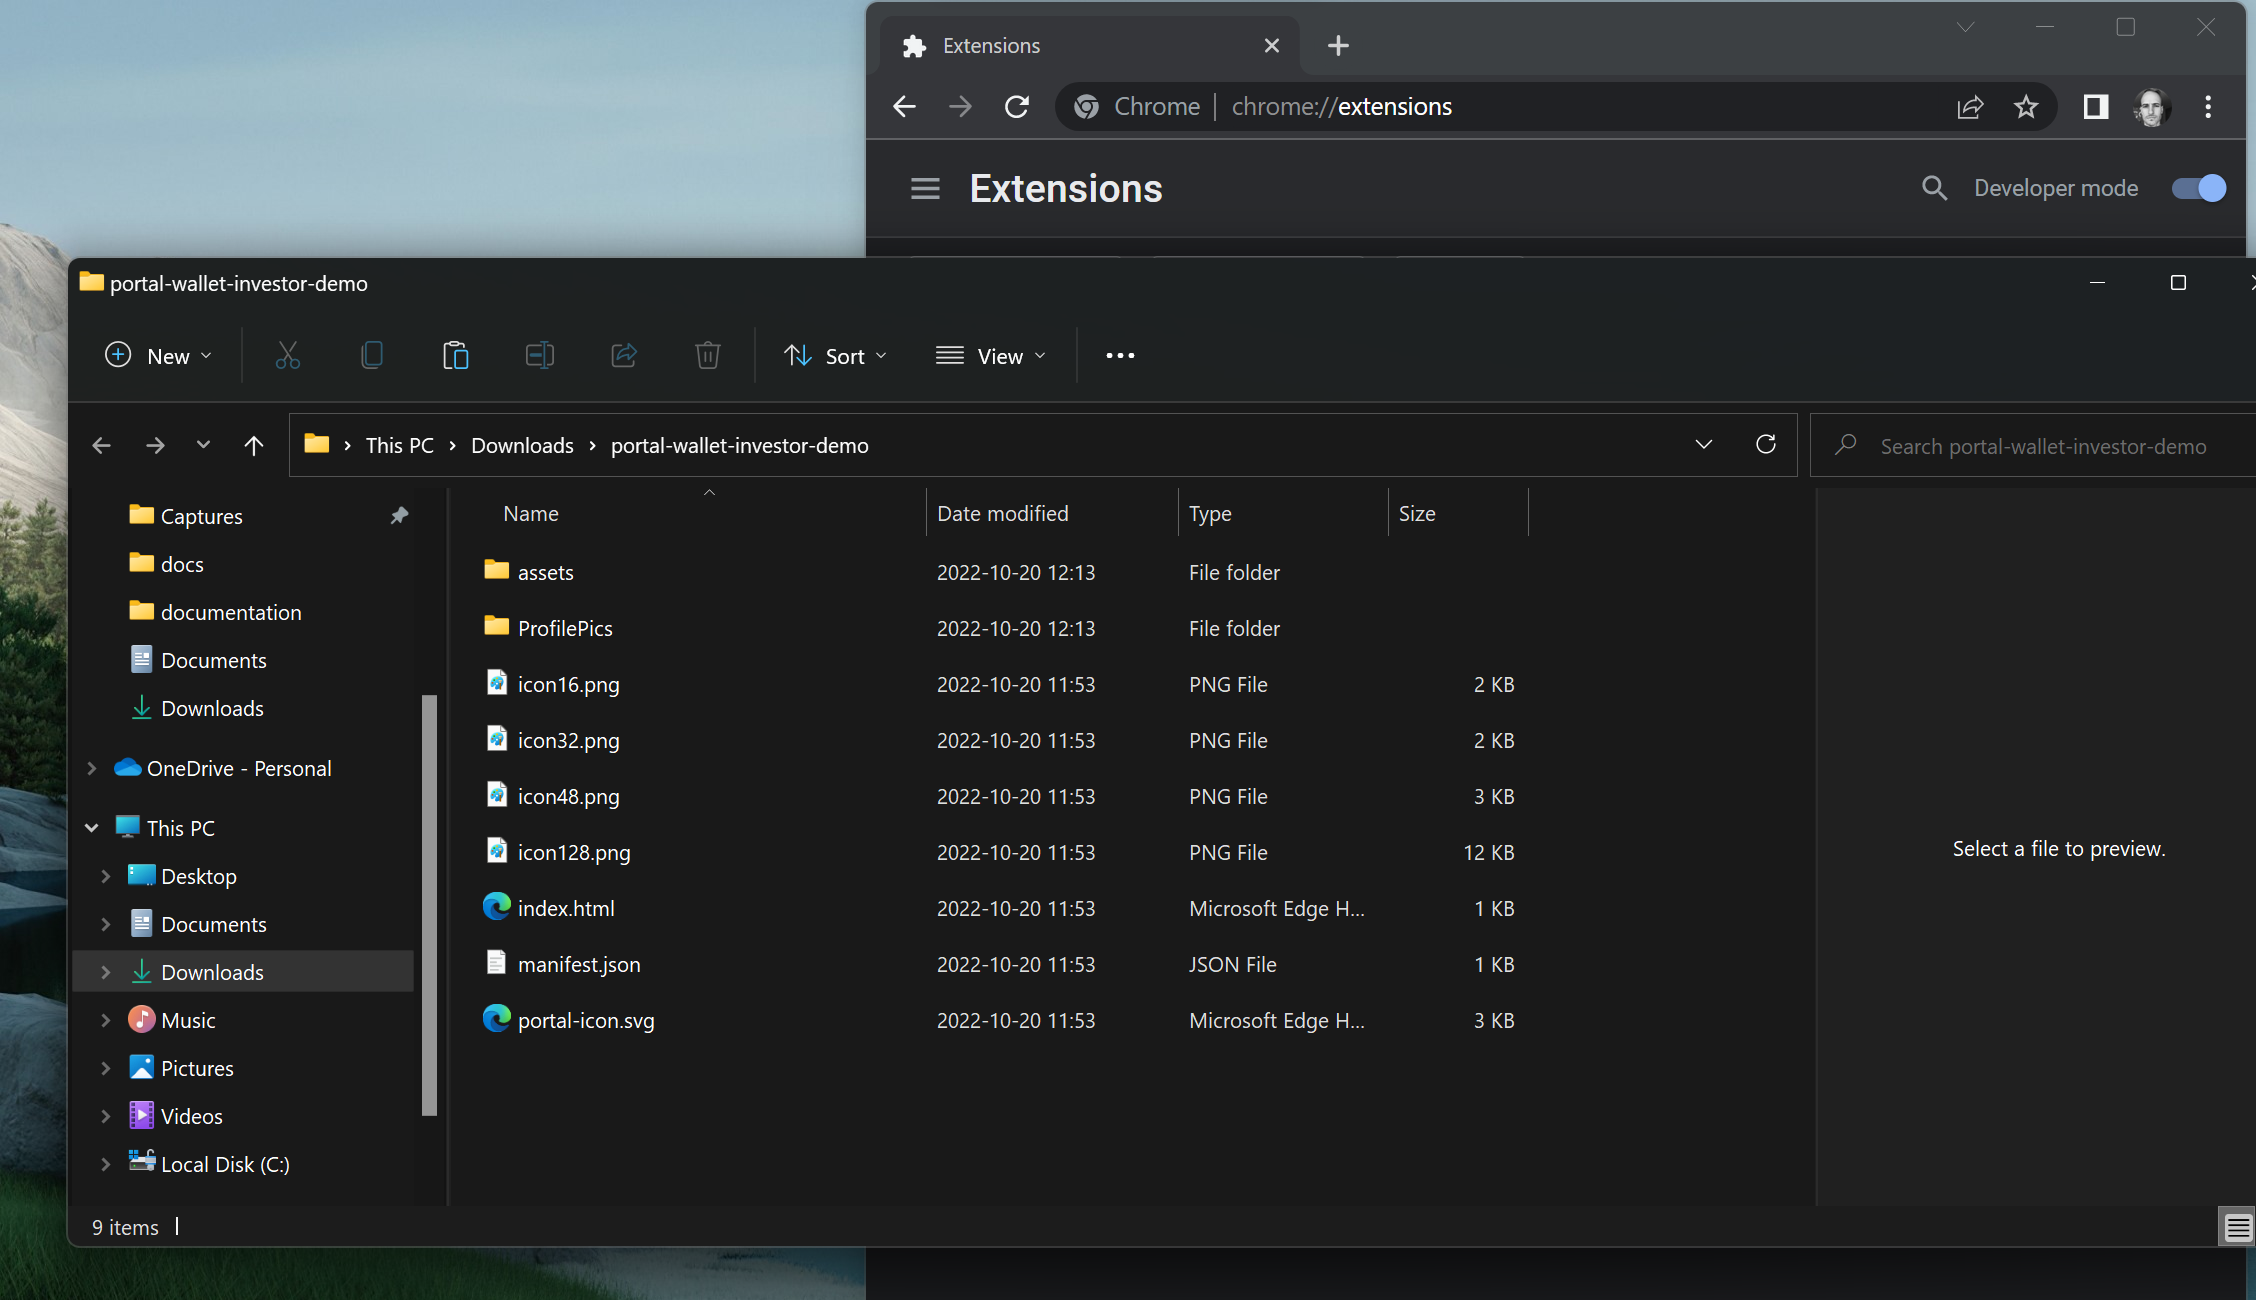 Extensions
Chrome | chrome://extensions
Extensions
Developer mode
portal-wallet-investor-demo
New
Sort
View
This PC > Downloads > portal-wallet-investor-demo
Search portal-wallet-investor-demo
Captures
docs
documentation
Documents
Downloads
OneDrive - Personal
This PC
Desktop
Documents
Downloads
Music
Pictures
Videos
Local Disk (C:)
Name Date modified Type Size
assets 2022-10-20 12:13 File folder
ProfilePics 2022-10-20 12:13 File folder
icon16.png 2022-10-20 11:53 PNG File 2 KB
icon32.png 2022-10-20 11:53 PNG File 2 KB
icon48.png 2022-10-20 11:53 PNG File 3 KB
icon128.png 2022-10-20 11:53 PNG File 12 KB
index.html 2022-10-20 11:53 Microsoft Edge H... 1 KB
manifest.json 2022-10-20 11:53 JSON File 1 KB
portal-icon.svg 2022-10-20 11:53 Microsoft Edge H... 3 KB
Select a file to preview.
9 items